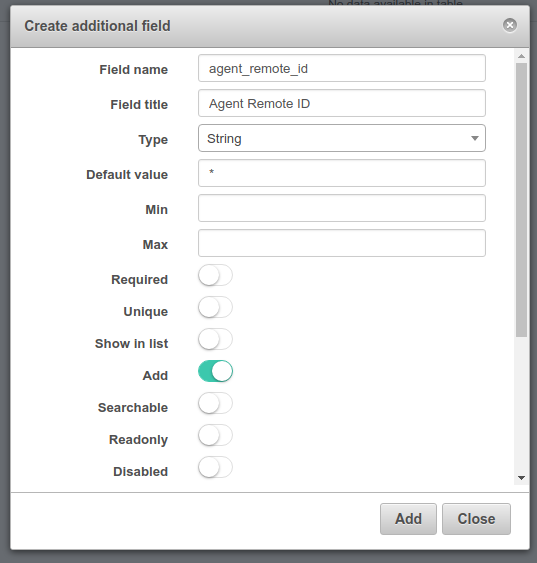 No data available in table
Create additional field
Field name agent_remote_id
Field title Agent Remote ID
Type String
Default value *
Min
Max
Required
Unique
Show in list
Add
Searchable
Readonly
Disabled
Add Close